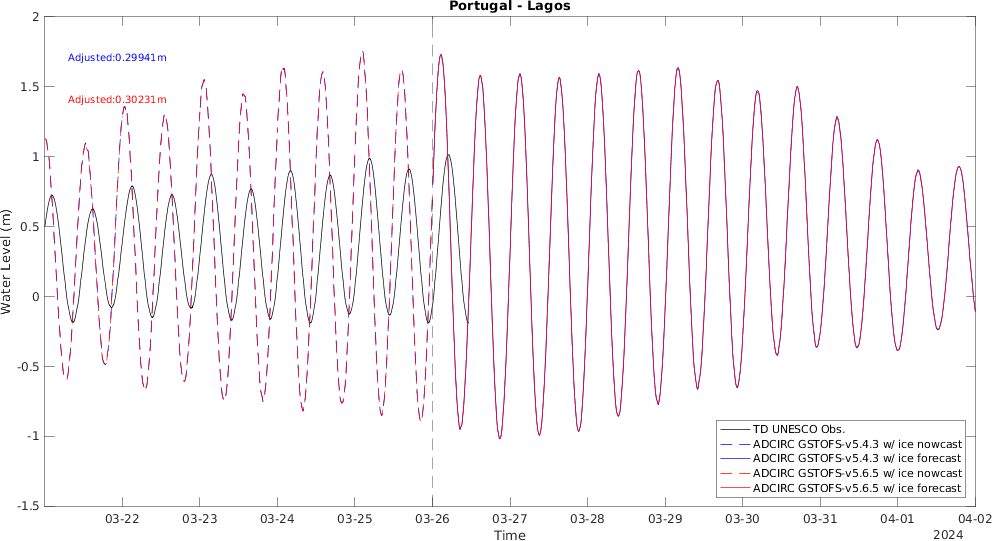 Portugal - Lagos
Adjusted:0.29941m
Adjusted:0.30231m
Water Level (m)
2
1.5
1
0.5
0
-0.5
-1
-1.5
TD UNESCO Obs.
ADCIRC GSTOFS-v5.4.3 w/ ice nowcast
ADCIRC GSTOFS-v5.4.3 w/ ice forecast
ADCIRC GSTOFS-v5.6.5 w/ ice nowcast
ADCIRC GSTOFS-v5.6.5 w/ ice forecast
03-22 03-23 03-24 03-25 03-26 03-27 03-28 03-29 03-30 03-31 04-01 04-02
Time
2024